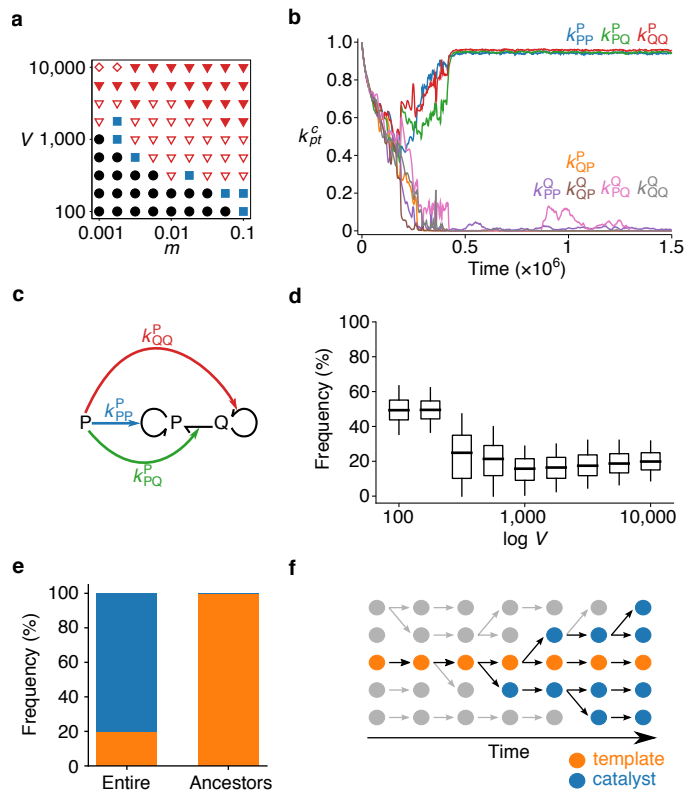 a
10,000
V 1,000
100
0.001 0.01 0.1
m
b
k^P_PP k^P_PQ k^P_QQ
1.0
0.8
0.6
0.4
0.2
0
k^c_pt
k^P_QP
k^Q_PP k^Q_QP k^Q_PQ k^Q_QQ
0 0.5 1 1.5
Time (×10^6)
c
k^P_QQ
k^P_PP
P P Q
k^P_PQ
d
100
80
60
40
20
0
Frequency (%)
100 1,000 10,000
log V
e
100
80
60
40
20
0
Frequency (%)
Entire Ancestors
f
Time
template
catalyst